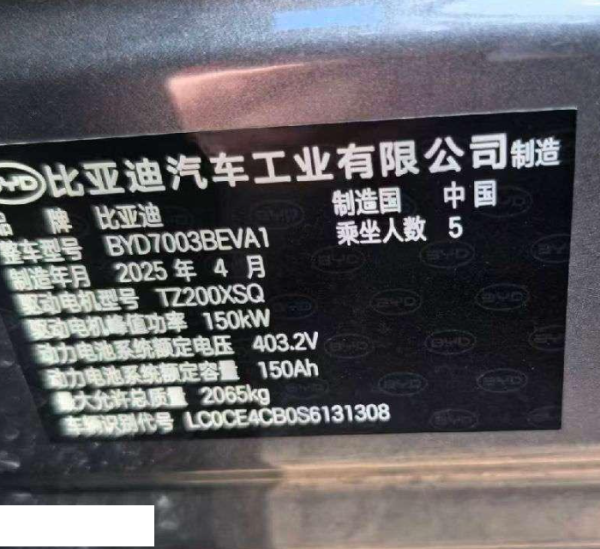 BYD 比亚迪汽车工业有限公司制造
品牌 比亚迪 制造国 中国
整车型号 BYD7003BEVA1 乘坐人数 5
制造年月 2025 年 4 月
驱动电机型号 TZ200XSQ
驱动电机峰值功率 150kW
动力电池系统额定电压 403.2V
动力电池系统额定容量 150Ah
最大允许总质量 2065kg
车辆识别代号 LC0CE4CB0S6131308